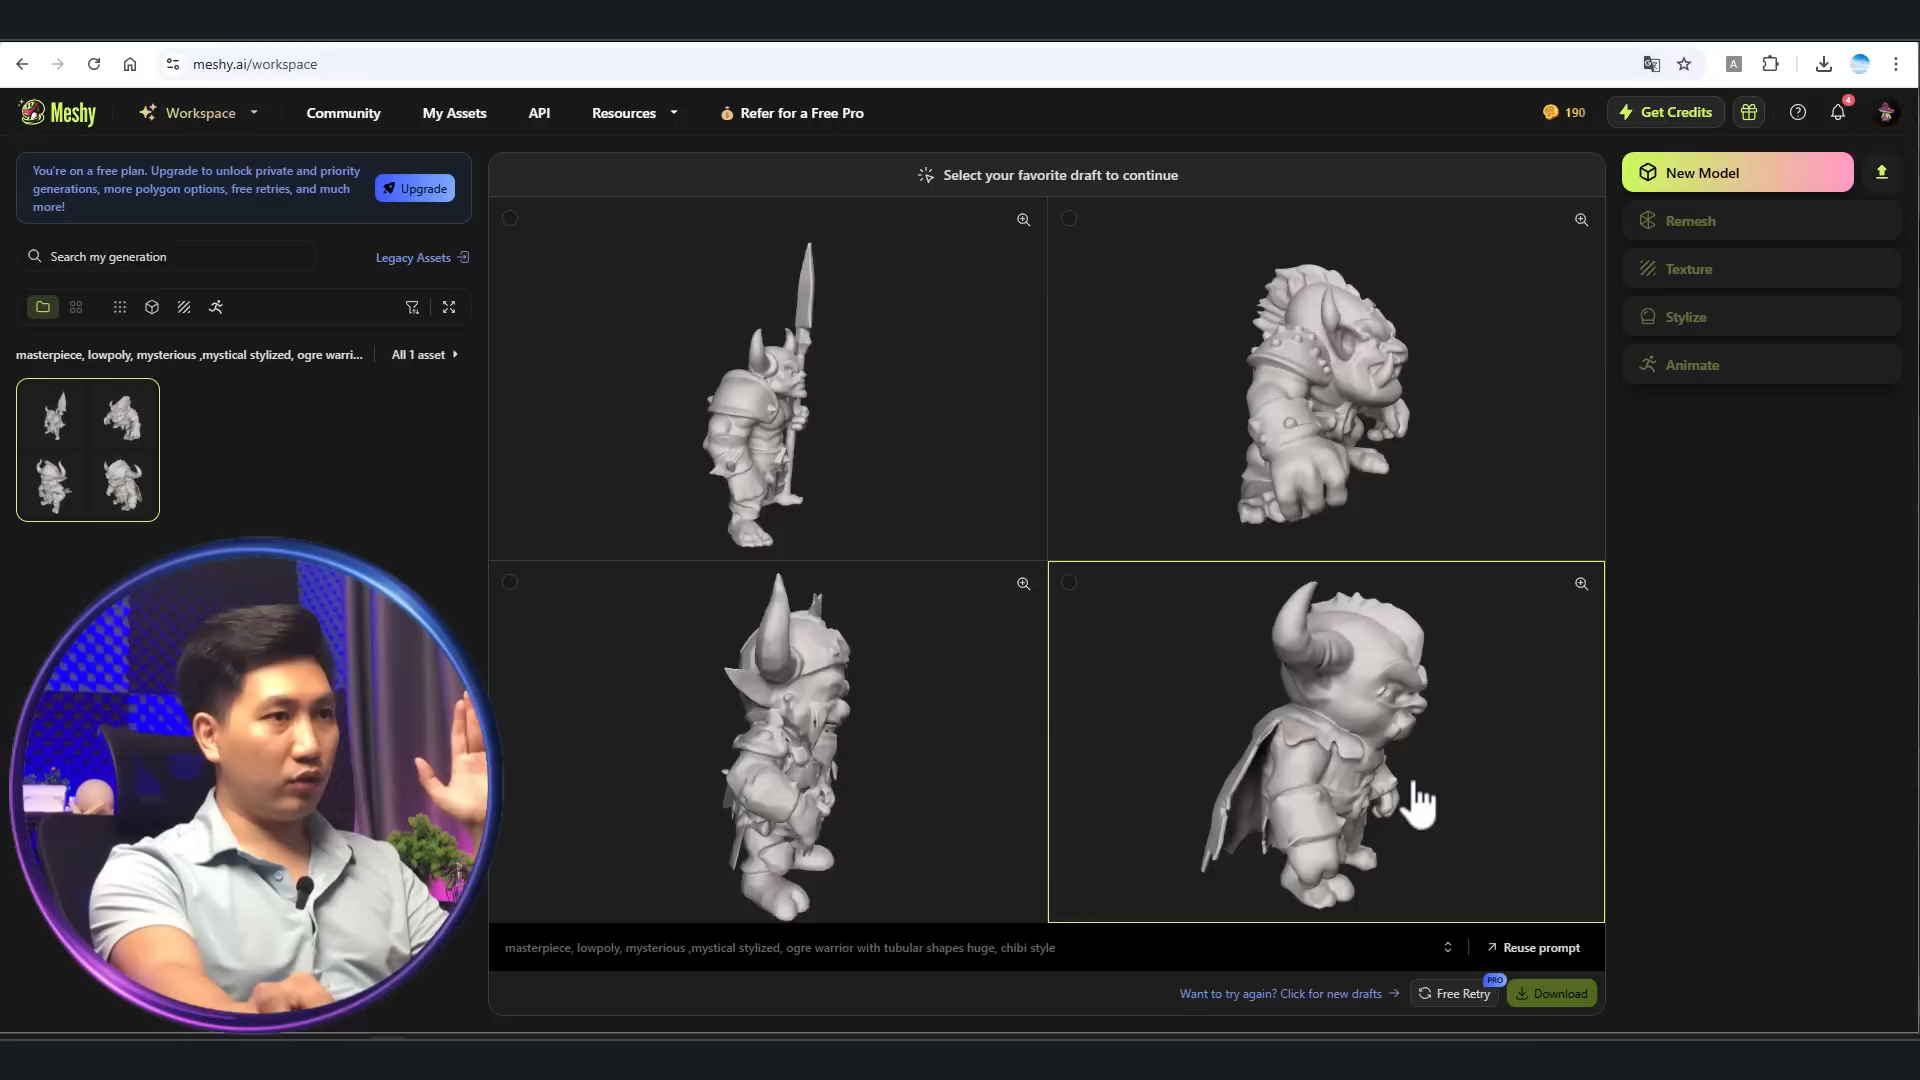 meshy.ai/workspace
A
Meshy
Workspace
Community
My Assets
API
Resources
Refer for a Free Pro
190
Get Credits
4
You're on a free plan. Upgrade to unlock private and priority
generations, more polygon options, free retries, and much
more!
Upgrade
Search my generation
Legacy Assets
masterpiece, lowpoly, mysterious ,mystical stylized, ogre warri...
All 1 asset
Select your favorite draft to continue
masterpiece, lowpoly, mysterious ,mystical stylized, ogre warrior with tubular shapes huge, chibi style
Reuse prompt
Want to try again? Click for new drafts
PRO
Free Retry
Download
New Model
Remesh
Texture
Stylize
Animate